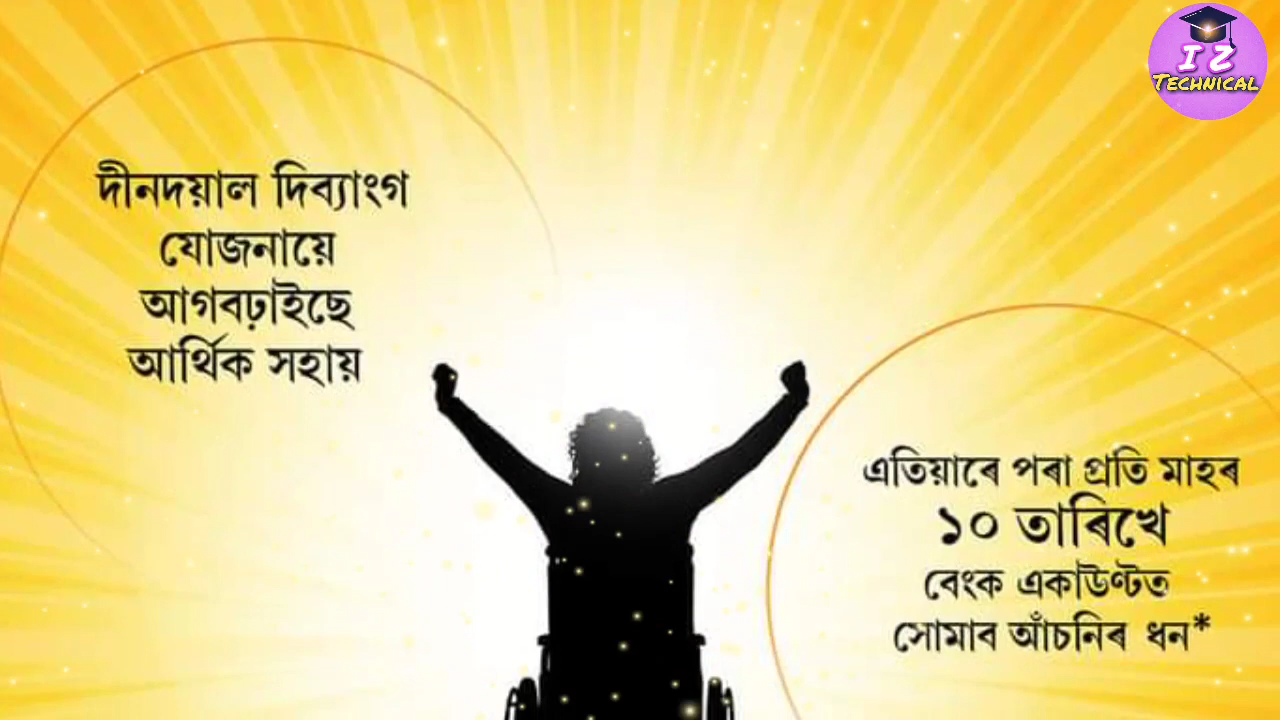 I Z
TECHNICAL
দীনদয়াল দিব্যাংগ
যোজনায়ে
আগবঢ়াইছে
আৰ্থিক সহায়
এতিয়াৰে পৰা প্ৰতি মাহৰ
১০ তাৰিখে
বেংক একাউণ্টত
সোমাব আঁচনিৰ ধন*